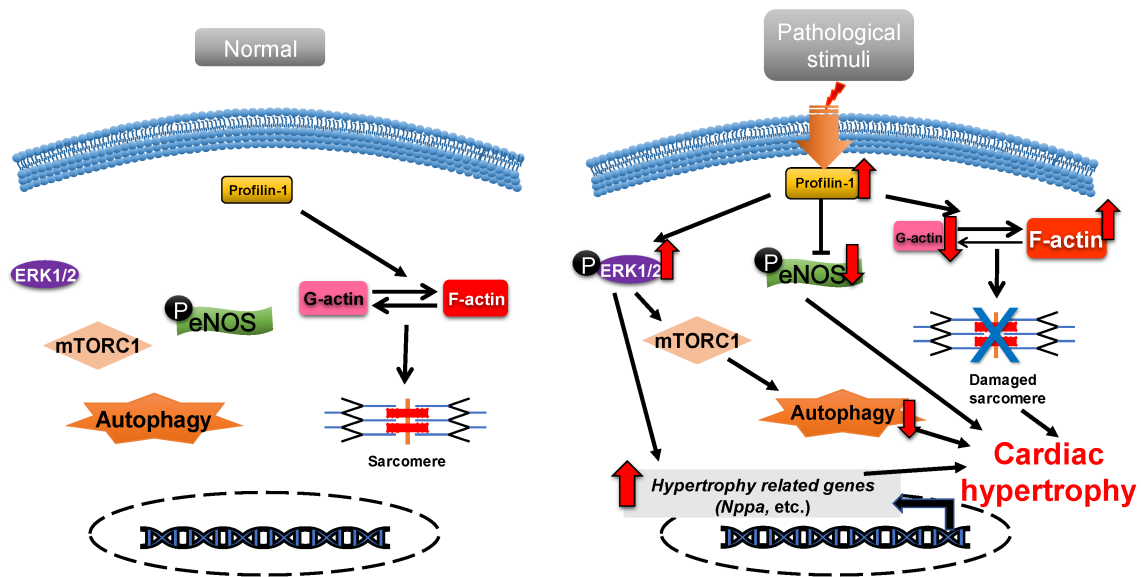 Normal
Profilin-1
ERK1/2
P
eNOS
G-actin
F-actin
mTORC1
Autophagy
Sarcomere
Pathological
stimuli
Profilin-1
P
ERK1/2
P
eNOS
G-actin
F-actin
mTORC1
Damaged
sarcomere
Autophagy
Cardiac
hypertrophy
Hypertrophy related genes
(Nppa, etc.)